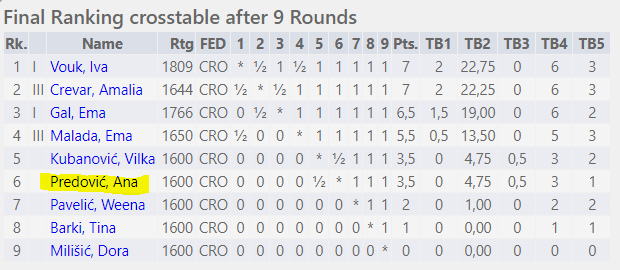 Final Ranking crosstable after 9 Rounds
Rk. Name Rtg FED 1 2 3 4 5 6 7 8 9 Pts. TB1 TB2 TB3 TB4 TB5
1 I Vouk, Iva 1809 CRO * ½ 1 ½ 1 1 1 1 1 7 2 22,75 0 6 3
2 III Crevar, Amalia 1644 CRO ½ * ½ 1 1 1 1 1 1 7 2 22,25 0 6 3
3 I Gal, Ema 1766 CRO 0 ½ * 1 1 1 1 1 1 6,5 1,5 19,00 0 6 2
4 III Malada, Ema 1650 CRO ½ 0 0 * 1 1 1 1 1 5,5 0,5 13,50 0 5 3
5 Kubanović, Vilka 1600 CRO 0 0 0 0 * ½ 1 1 1 3,5 0 4,75 0,5 3 2
6 Predović, Ana 1600 CRO 0 0 0 0 ½ * 1 1 1 3,5 0 4,75 0,5 3 1
7 Pavelić, Weena 1600 CRO 0 0 0 0 0 0 * 1 1 2 0 1,00 0 2 2
8 Barki, Tina 1600 CRO 0 0 0 0 0 0 0 * 1 1 0 0,00 0 1 1
9 Milišić, Dora 1600 CRO 0 0 0 0 0 0 0 0 * 0 0 0,00 0 0 0